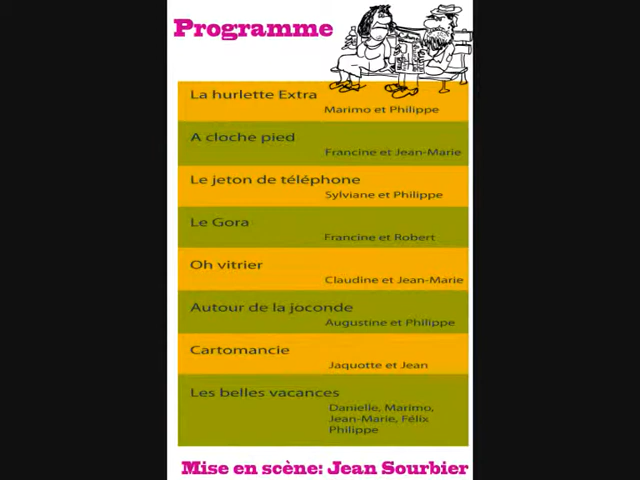 Programme
La hurlette Extra
Marimo et Philippe
A cloche pied
Francine et Jean-Marie
Le jeton de téléphone
Sylviane et Philippe
Le Gora
Francine et Robert
Oh vitrier
Claudine et Jean-Marie
Autour de la joconde
Augustine et Philippe
Cartomancie
Jaquotte et Jean
Les belles vacances
Danielle, Marimo,
Jean-Marie, Félix
Philippe
Mise en scène: Jean Sourbier